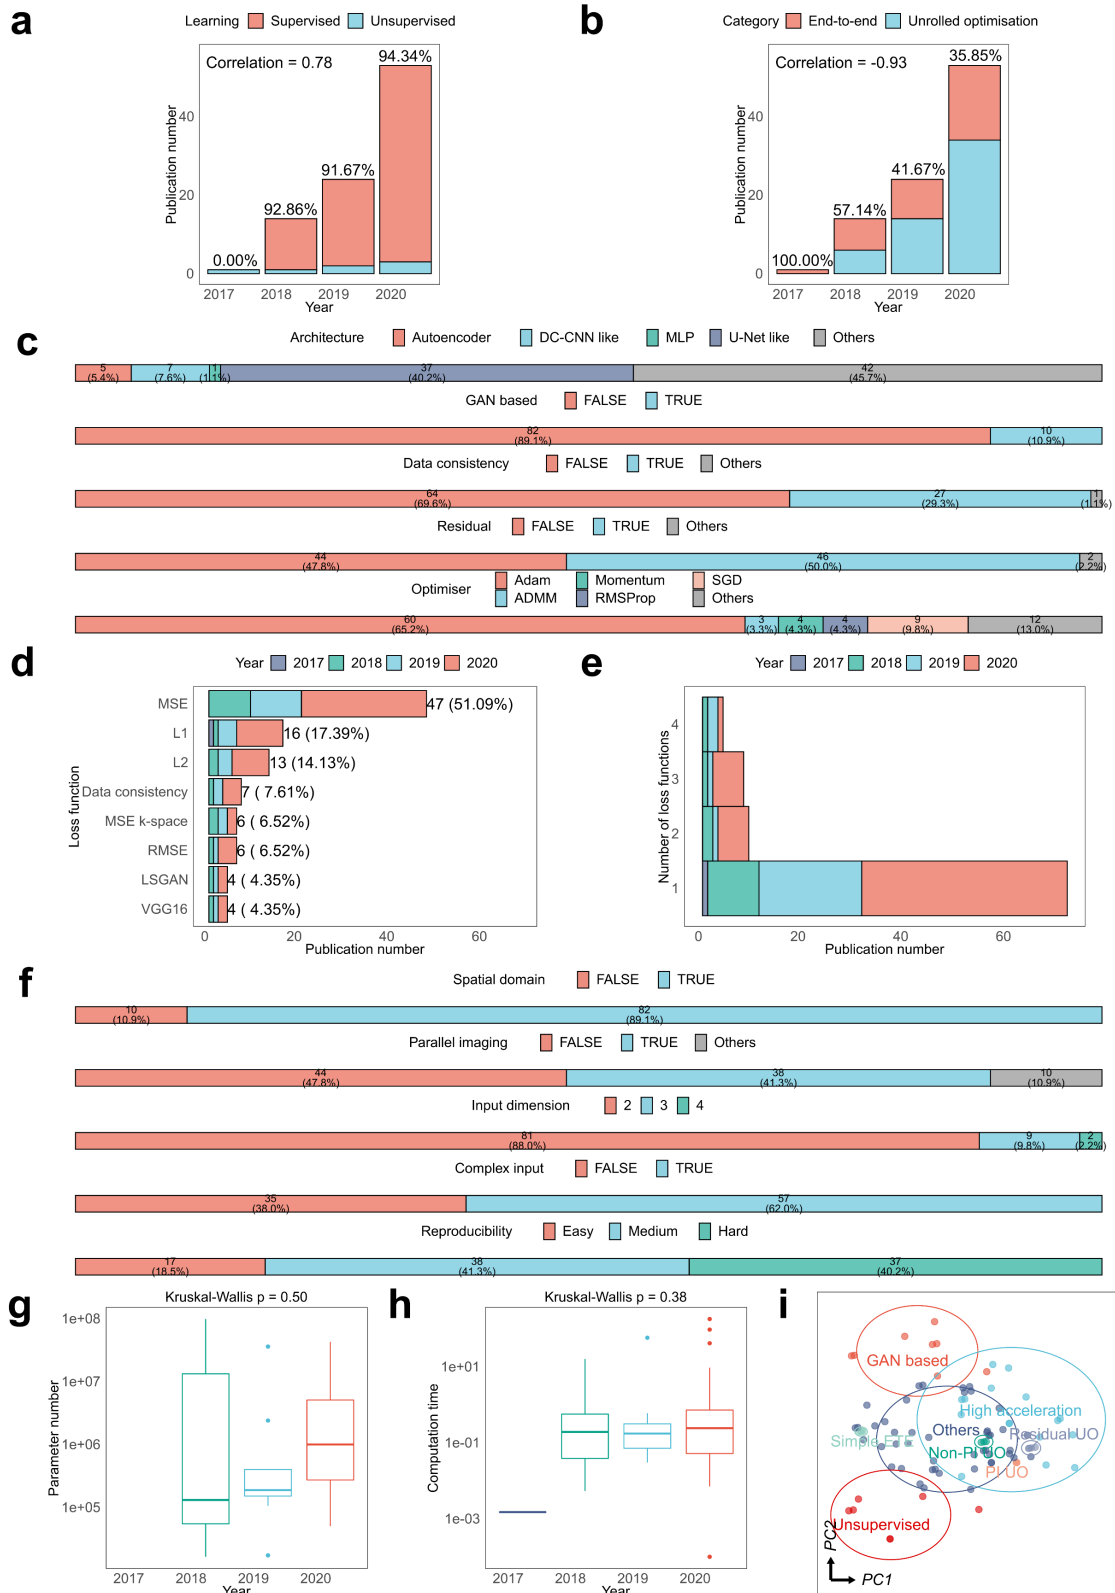 a
Learning Supervised Unsupervised
Correlation = 0.78
94.34%
91.67%
92.86%
0.00%
Publication number
40
20
0
2017 2018 2019 2020
Year
b
Category End-to-end Unrolled optimisation
Correlation = -0.93
35.85%
41.67%
57.14%
100.00%
Publication number
40
20
0
2017 2018 2019 2020
Year
c
Architecture Autoencoder DC-CNN like MLP U-Net like Others
5 7 1 37 42
(5.4%) (7.6%) (1.1%) (40.2%) (45.7%)
GAN based FALSE TRUE
82 10
(89.1%) (10.9%)
Data consistency FALSE TRUE Others
64 27 1
(69.6%) (29.3%) (1.1%)
Residual FALSE TRUE Others
44 46 2
(47.8%) (50.0%) (2.2%)
Optimiser Adam Momentum SGD
ADMM RMSProp Others
60 3 4 4 9 12
(65.2%) (3.3%) (4.3%) (4.3%) (9.8%) (13.0%)
d
Year 2017 2018 2019 2020
Loss function
MSE 47 (51.09%)
L1 16 (17.39%)
L2 13 (14.13%)
Data consistency 7 ( 7.61%)
MSE k-space 6 ( 6.52%)
RMSE 6 ( 6.52%)
LSGAN 4 ( 4.35%)
VGG16 4 ( 4.35%)
0 20 40 60
Publication number
e
Year 2017 2018 2019 2020
Number of loss functions
4
3
2
1
0 20 40 60
Publication number
f
Spatial domain FALSE TRUE
10 82
(10.9%) (89.1%)
Parallel imaging FALSE TRUE Others
44 38 10
(47.8%) (41.3%) (10.9%)
Input dimension 2 3 4
81 9 2
(88.0%) (9.8%) (2.2%)
Complex input FALSE TRUE
35 57
(38.0%) (62.0%)
Reproducibility Easy Medium Hard
17 38 37
(18.5%) (41.3%) (40.2%)
g
Kruskal-Wallis p = 0.50
Parameter number
1e+08
1e+07
1e+06
1e+05
2017 2018 2019 2020
Year
h
Kruskal-Wallis p = 0.38
Computation time
1e+01
1e-01
1e-03
2017 2018 2019 2020
Year
i
GAN based
High acceleration
Others Residual UO
Simple ETE
Non-PI UO
PI UO
Unsupervised
PC2
PC1